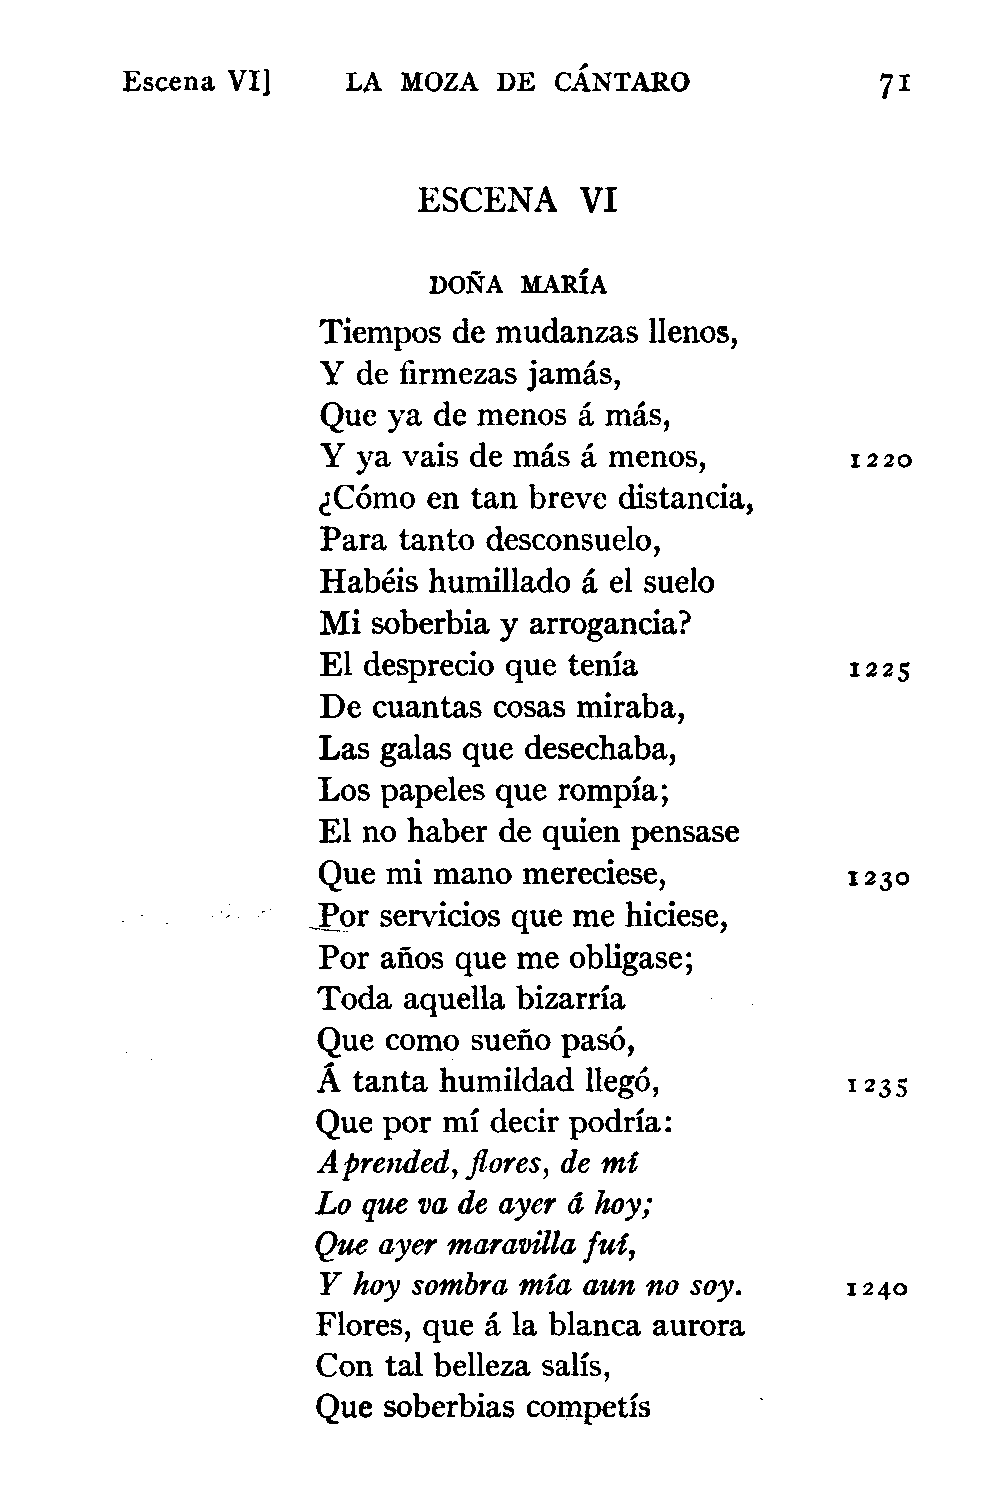 Escena VI] LA MOZA DE CÁNTARO 71
ESCENA VI
DOÑA MARÍA
Tiempos de mudanzas llenos,
Y de firmezas jamás,
Que ya de menos á más,
Y ya vais de más á menos, 1220
¿Cómo en tan breve distancia,
Para tanto desconsuelo,
Habéis humillado á el suelo
Mi soberbia y arrogancia?
El desprecio que tenía 1225
De cuantas cosas miraba,
Las galas que desechaba,
Los papeles que rompía;
El no haber de quien pensase
Que mi mano mereciese, 1230
Por servicios que me hiciese,
Por años que me obligase;
Toda aquella bizarría
Que como sueño pasó,
Á tanta humildad llegó, 1235
Que por mí decir podría:
Aprended, flores, de mí
Lo que va de ayer á hoy;
Que ayer maravilla fuí,
Y hoy sombra mía aun no soy. 1240
Flores, que á la blanca aurora
Con tal belleza salís,
Que soberbias competís